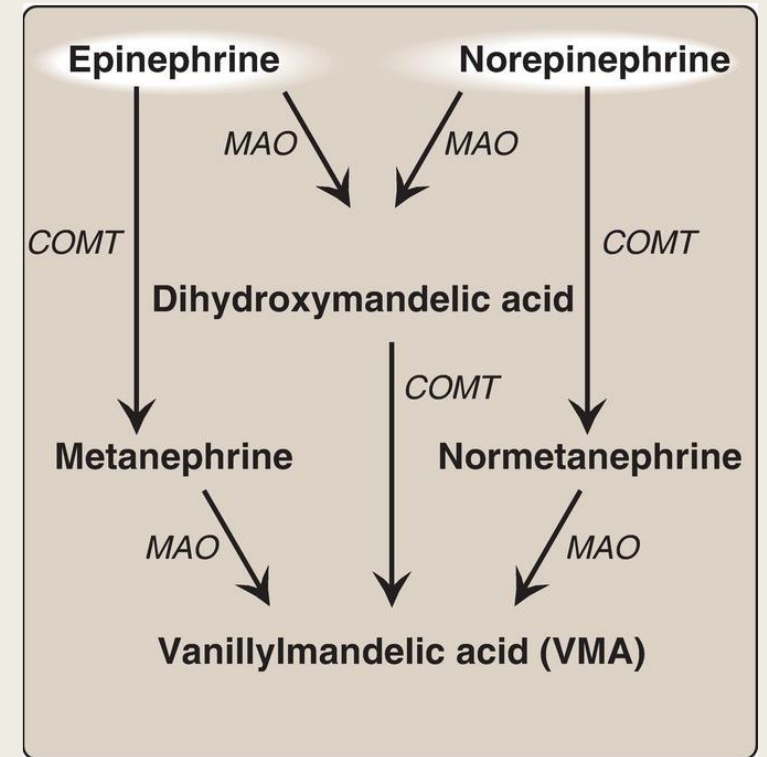 Epinephrine Norepinephrine
MAO MAO
COMT COMT
Dihydroxymandelic acid
COMT
Metanephrine Normetanephrine
MAO MAO
Vanillylmandelic acid (VMA)